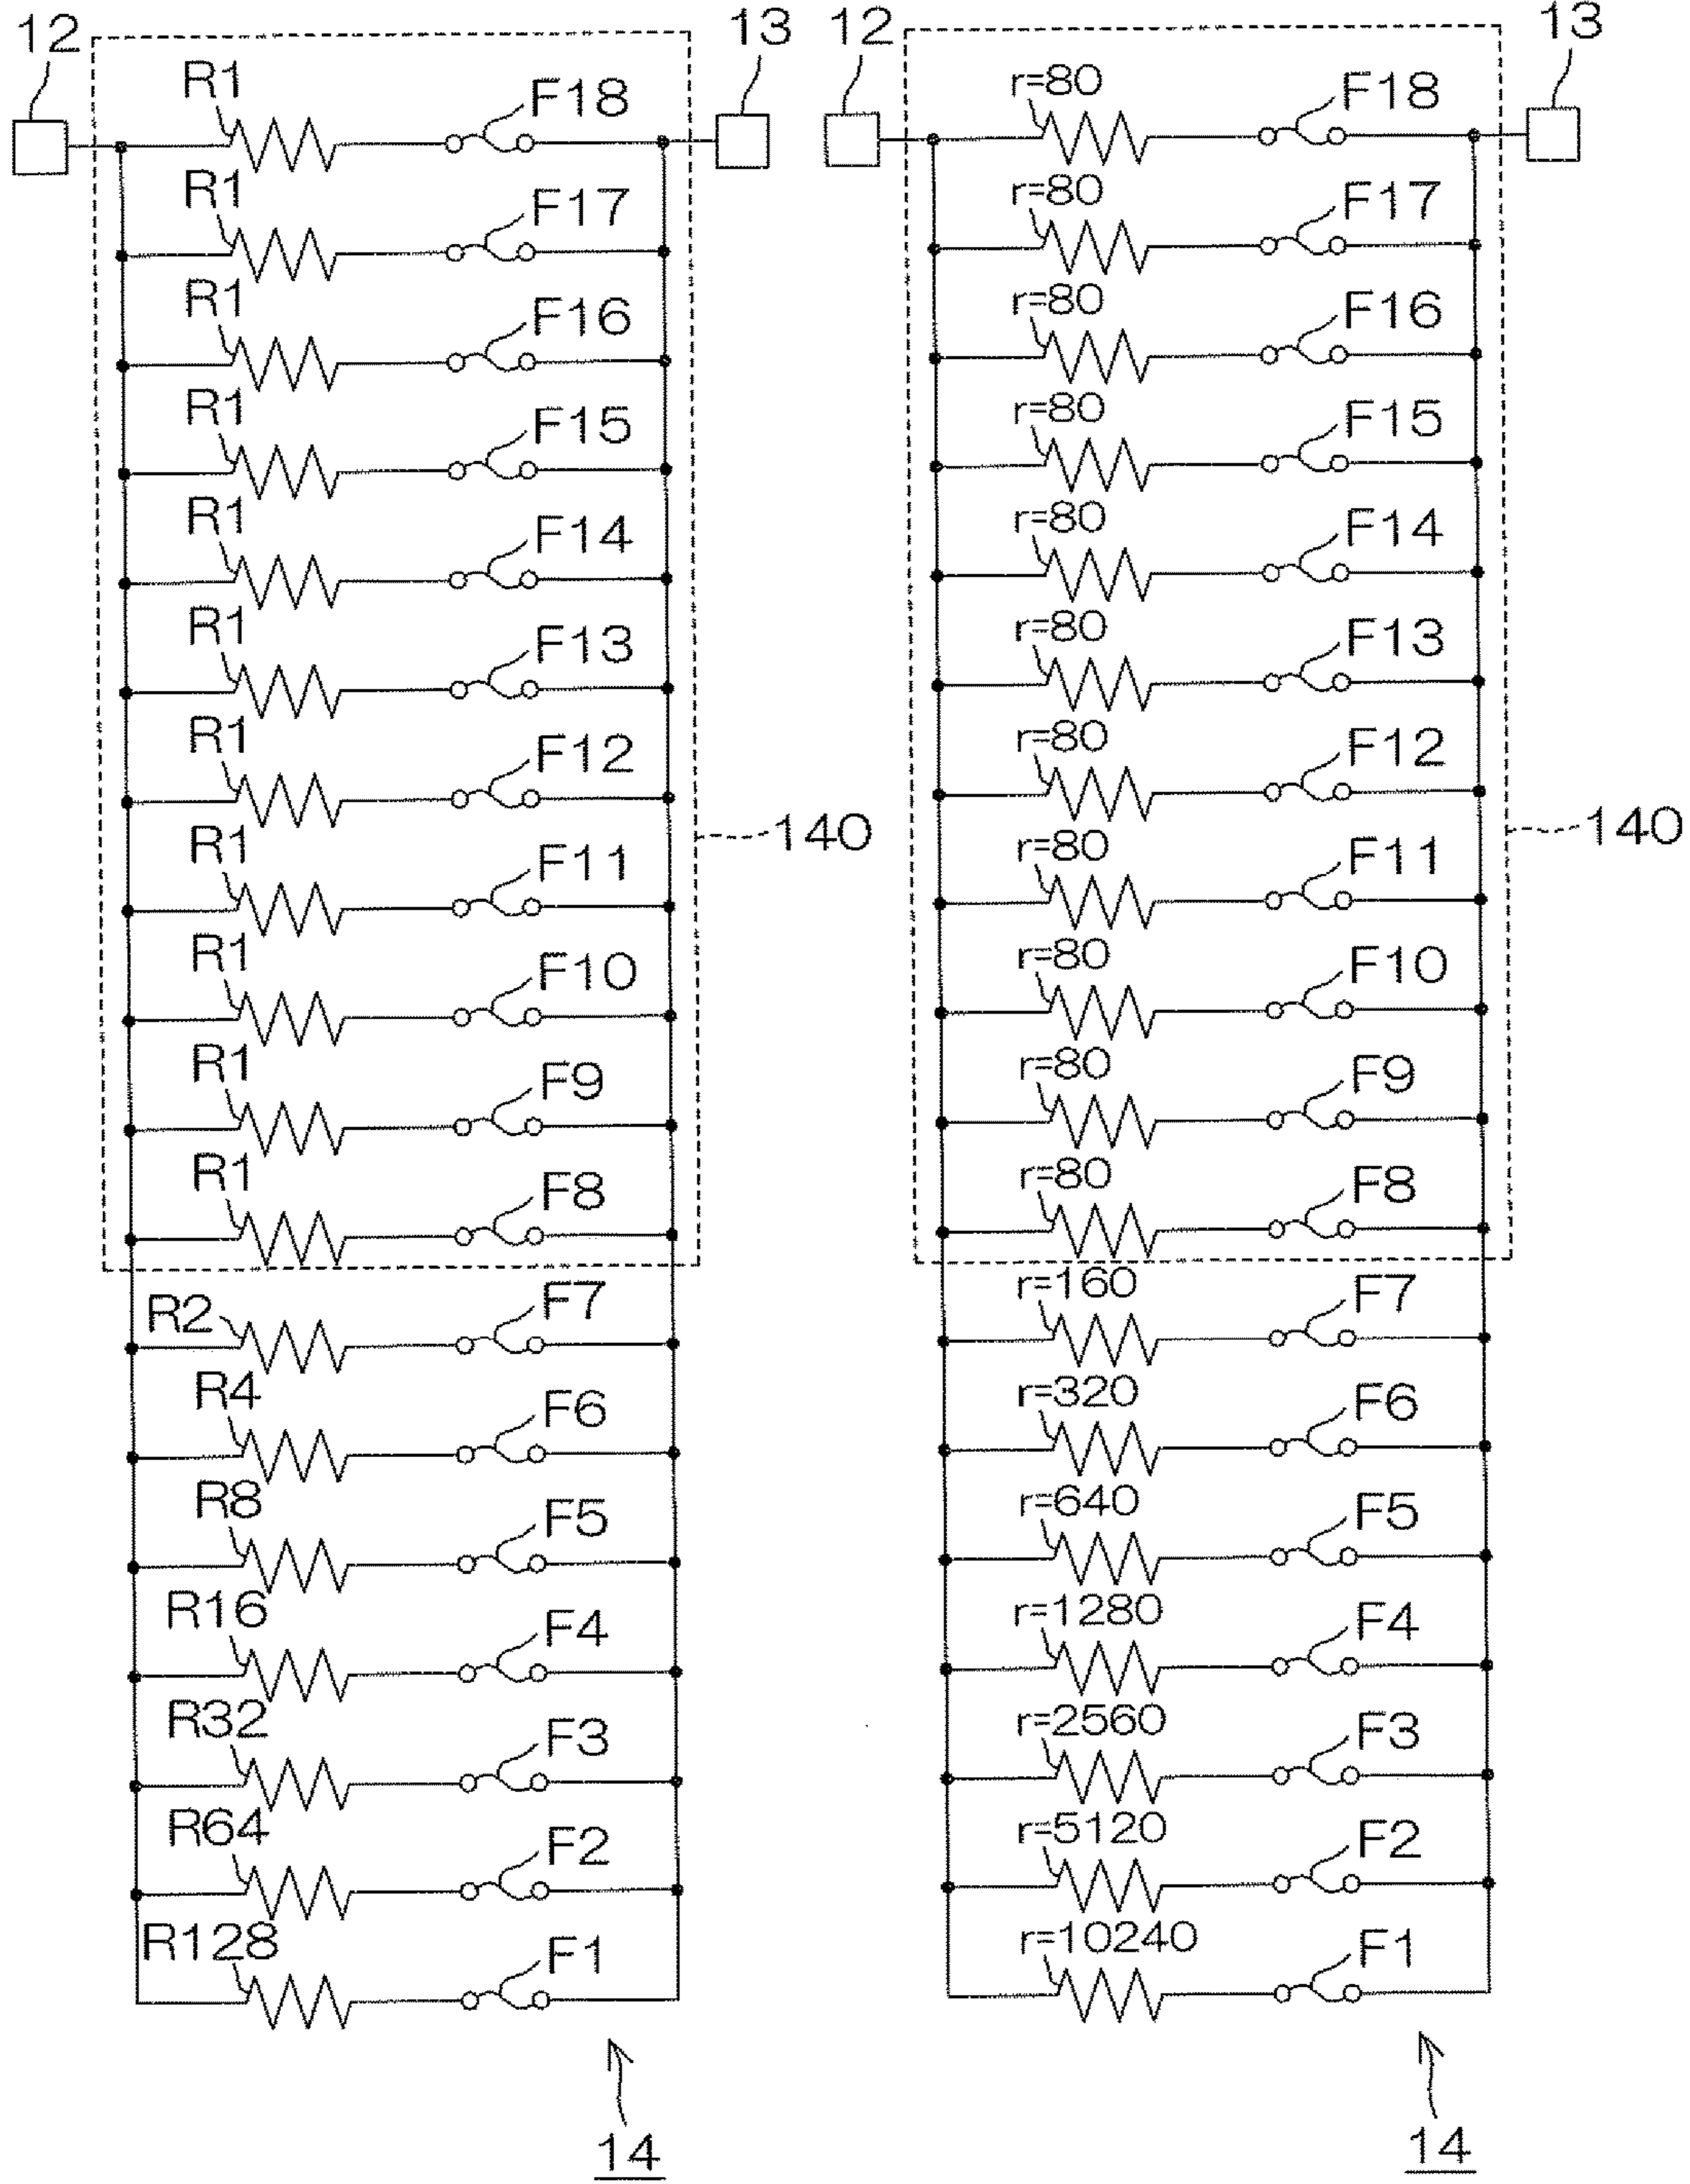 12 13 12 13
R1 F18 r=80 F18
R1 F17 r=80 F17
R1 F16 r=80 F16
R1 F15 r=80 F15
R1 F14 r=80 F14
R1 F13 r=80 F13
R1 F12 r=80 F12
140 140
R1 F11 r=80 F11
R1 F10 r=80 F10
R1 F9 r=80 F9
R1 F8 r=80 F8
R2 F7 r=160 F7
R4 F6 r=320 F6
R8 F5 r=640 F5
R16 F4 r=1280 F4
R32 F3 r=2560 F3
R64 F2 r=5120 F2
R128 F1 r=10240 F1
14 14